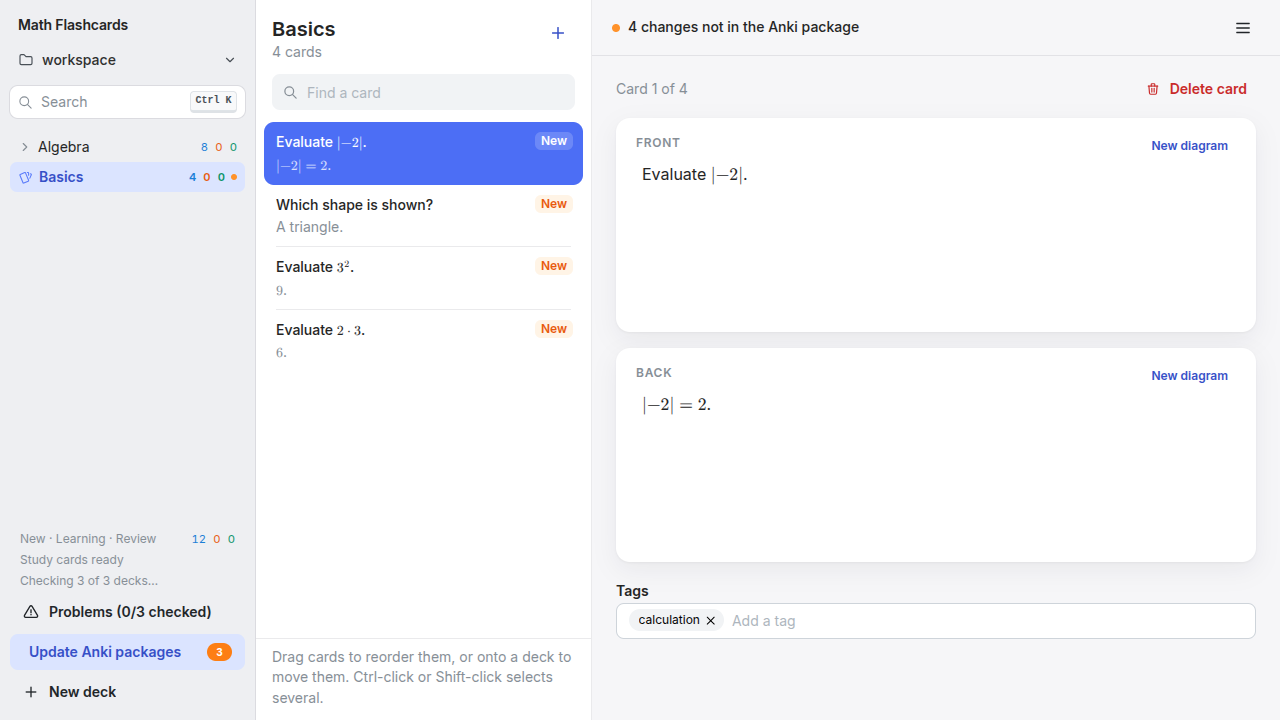 Math Flashcards
workspace
Search
Ctrl K
Algebra
8 0 0
Basics
4 0 0
New · Learning · Review
12 0 0
Study cards ready
Checking 3 of 3 decks...
Problems (0/3 checked)
Update Anki packages
3
New deck
Basics
4 cards
Find a card
Evaluate |−2|.
New
|−2| = 2.
Which shape is shown?
New
A triangle.
Evaluate 3².
New
9.
Evaluate 2 · 3.
New
6.
Drag cards to reorder them, or onto a deck to
move them. Ctrl-click or Shift-click selects
several.
4 changes not in the Anki package
Card 1 of 4
Delete card
FRONT
New diagram
Evaluate |−2|.
BACK
New diagram
|−2| = 2.
Tags
calculation
Add a tag